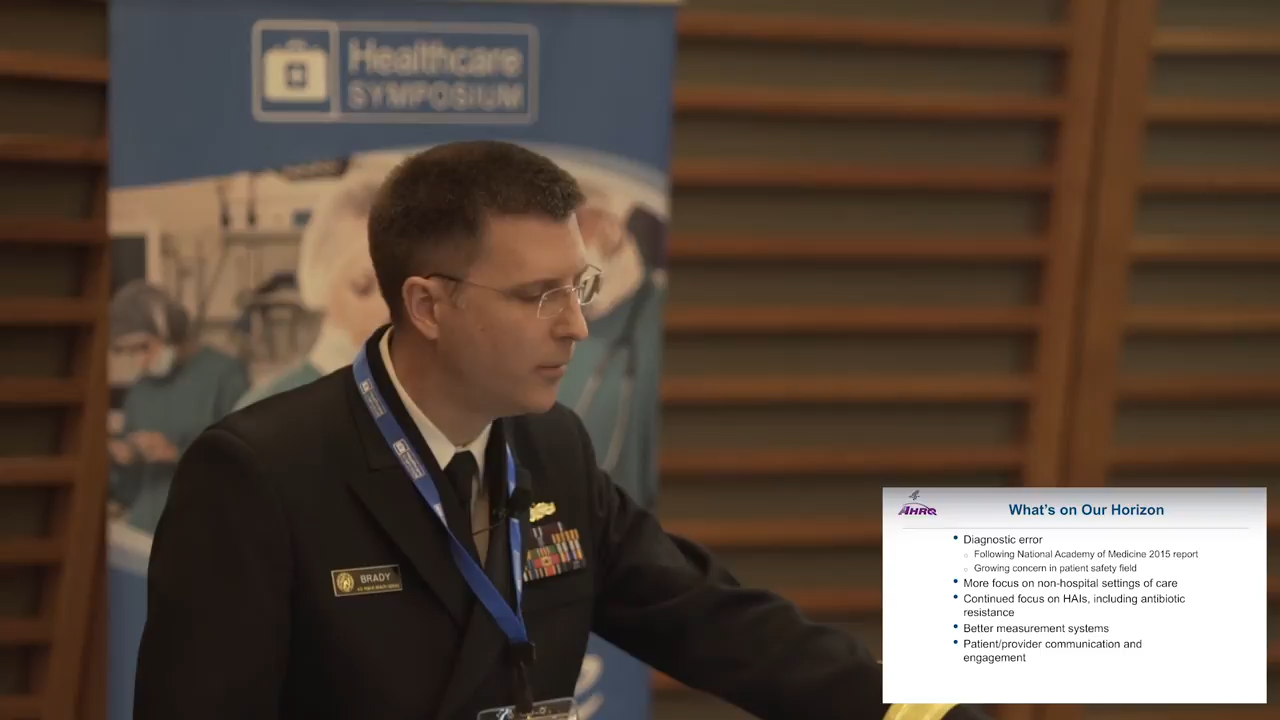 Healthcare
SYMPOSIUM
BRADY
AHRQ
What's on Our Horizon
Diagnostic error
Following National Academy of Medicine 2015 report
Growing concern in patient safety field
More focus on non-hospital settings of care
Continued focus on HAIs, including antibiotic
resistance
Better measurement systems
Patient/provider communication and
engagement